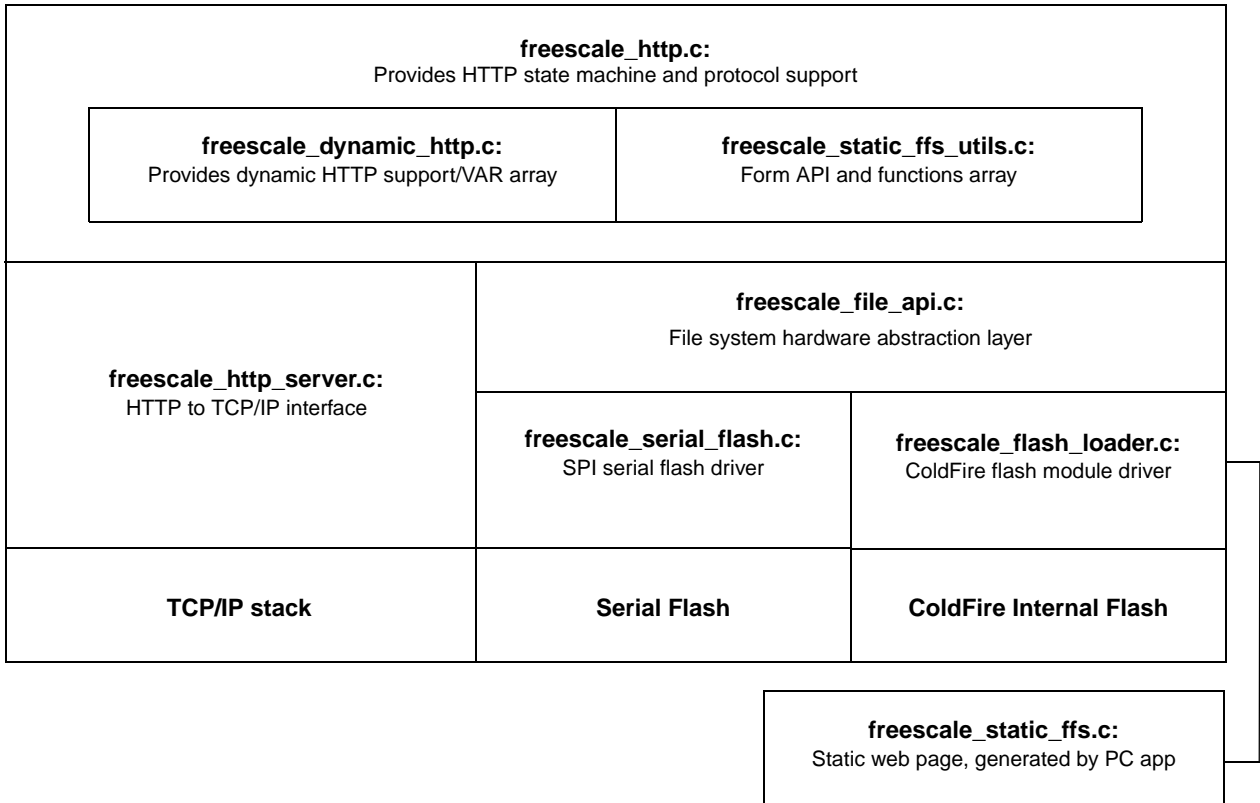 freescale_http.c:
Provides HTTP state machine and protocol support
freescale_dynamic_http.c:
Provides dynamic HTTP support/VAR array
freescale_static_ffs_utils.c:
Form API and functions array
freescale_file_api.c:
File system hardware abstraction layer
freescale_http_server.c:
HTTP to TCP/IP interface
freescale_serial_flash.c:
SPI serial flash driver
freescale_flash_loader.c:
ColdFire flash module driver
TCP/IP stack
Serial Flash
ColdFire Internal Flash
freescale_static_ffs.c:
Static web page, generated by PC app